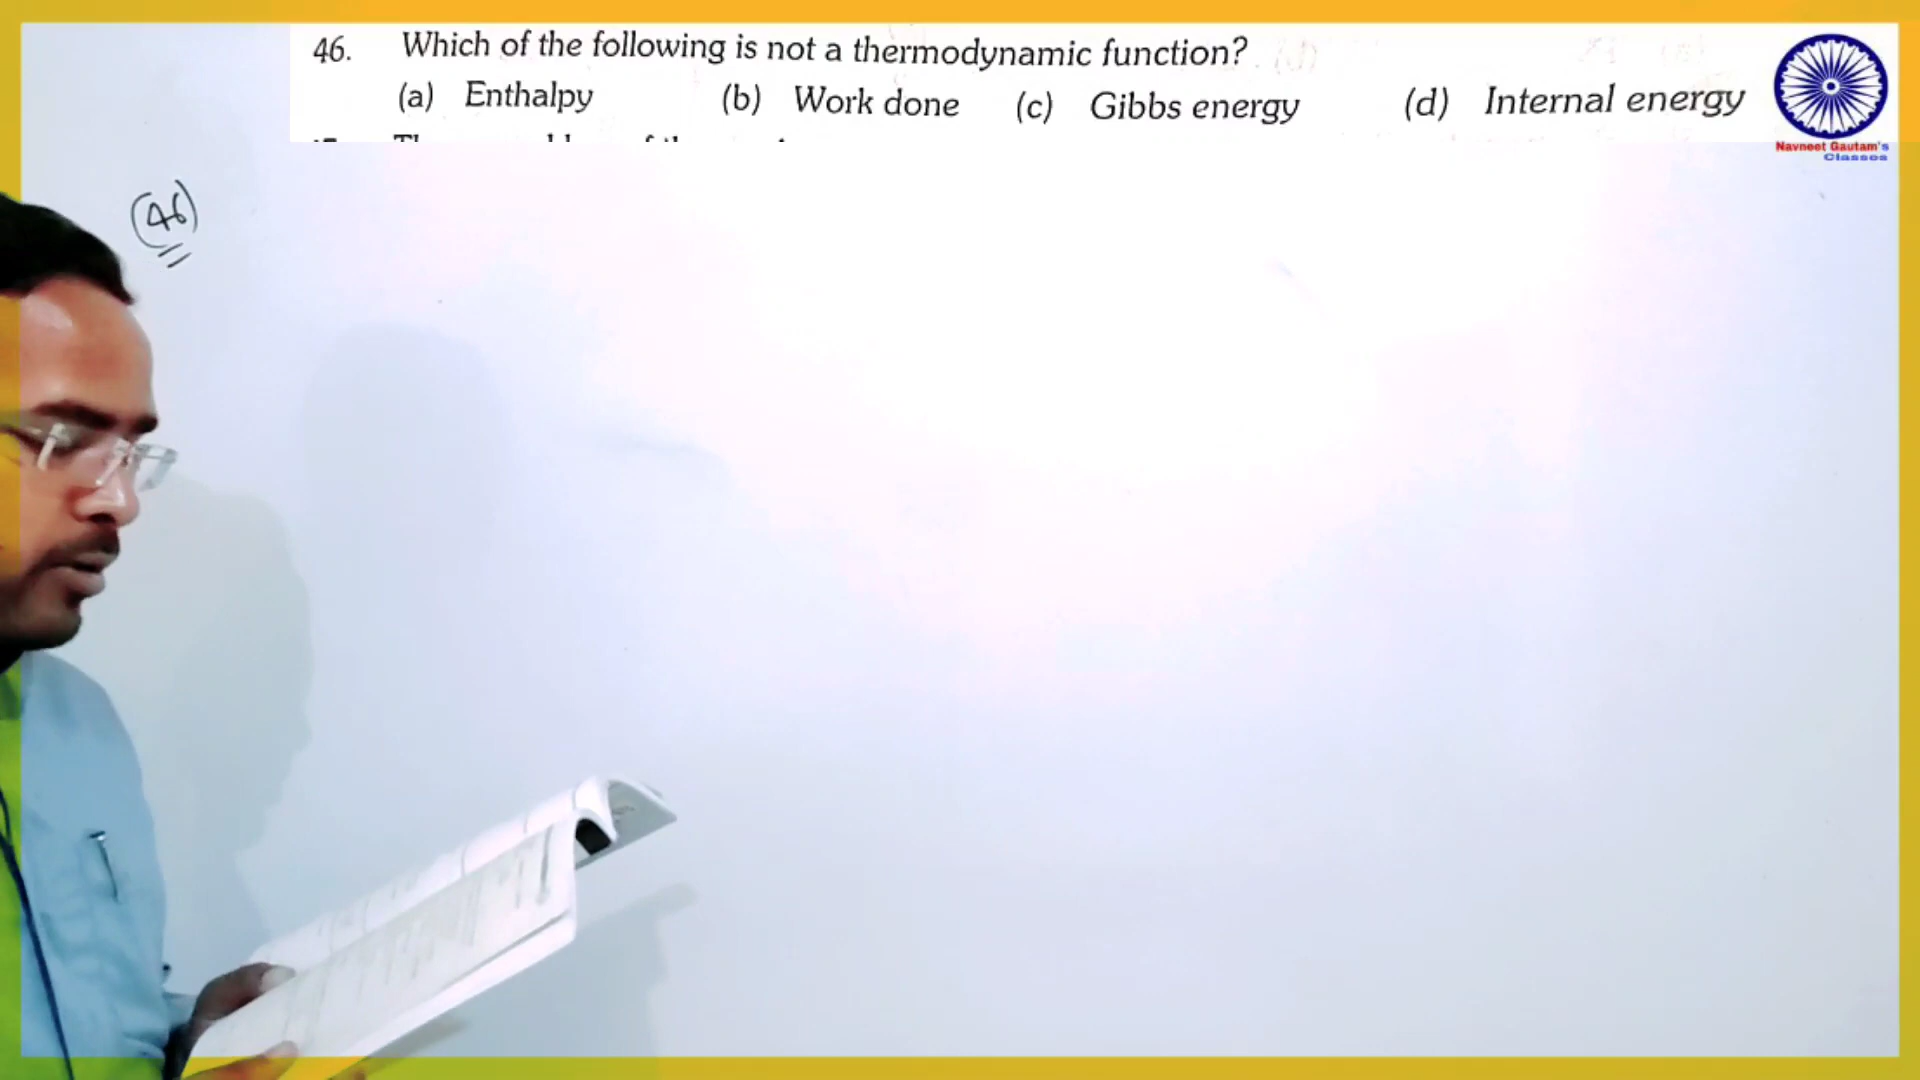 46. Which of the following is not a thermodynamic function?
(a) Enthalpy (b) Work done (c) Gibbs energy (d) Internal energy
Navneet Gautam's
Classes
(46)